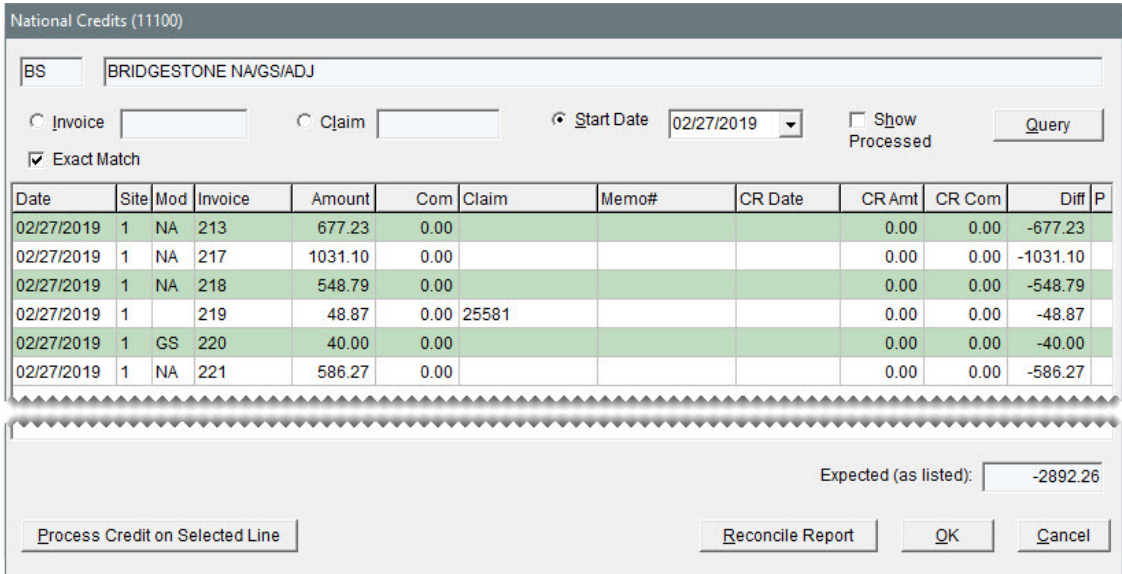 National Credits (11100)
BS BRIDGESTONE NA/GS/ADJ
Invoice Claim Start Date 02/27/2019 Show Processed Query
Exact Match
Date Site Mod Invoice Amount Com Claim Memo# CR Date CR Amt CR Com Diff P
02/27/2019 1 NA 213 677.23 0.00 0.00 0.00 -677.23
02/27/2019 1 NA 217 1031.10 0.00 0.00 0.00 -1031.10
02/27/2019 1 NA 218 548.79 0.00 0.00 0.00 -548.79
02/27/2019 1 219 48.87 0.00 25581 0.00 0.00 -48.87
02/27/2019 1 GS 220 40.00 0.00 0.00 0.00 -40.00
02/27/2019 1 NA 221 586.27 0.00 0.00 0.00 -586.27
Expected (as listed): -2892.26
Process Credit on Selected Line Reconcile Report OK Cancel